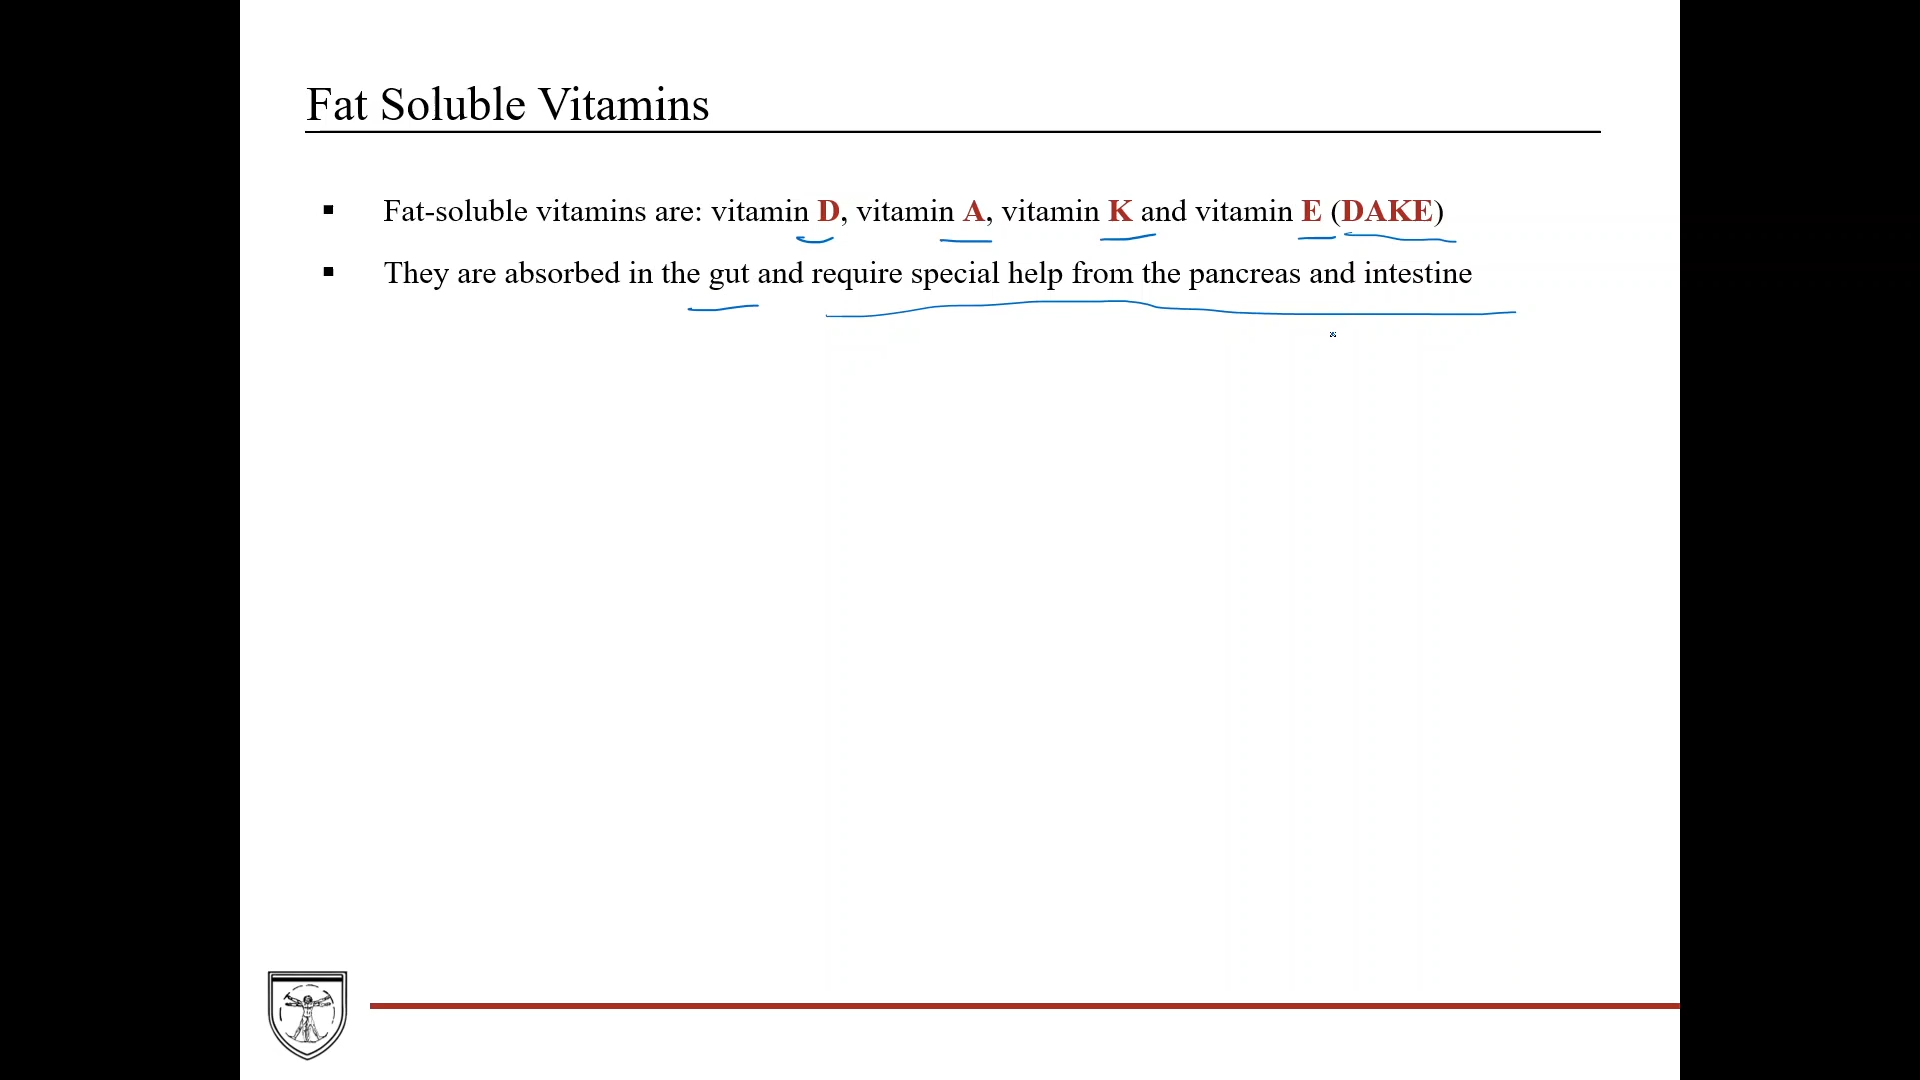 Fat Soluble Vitamins
Fat-soluble vitamins are: vitamin D, vitamin A, vitamin K and vitamin E (DAKE)
They are absorbed in the gut and require special help from the pancreas and intestine